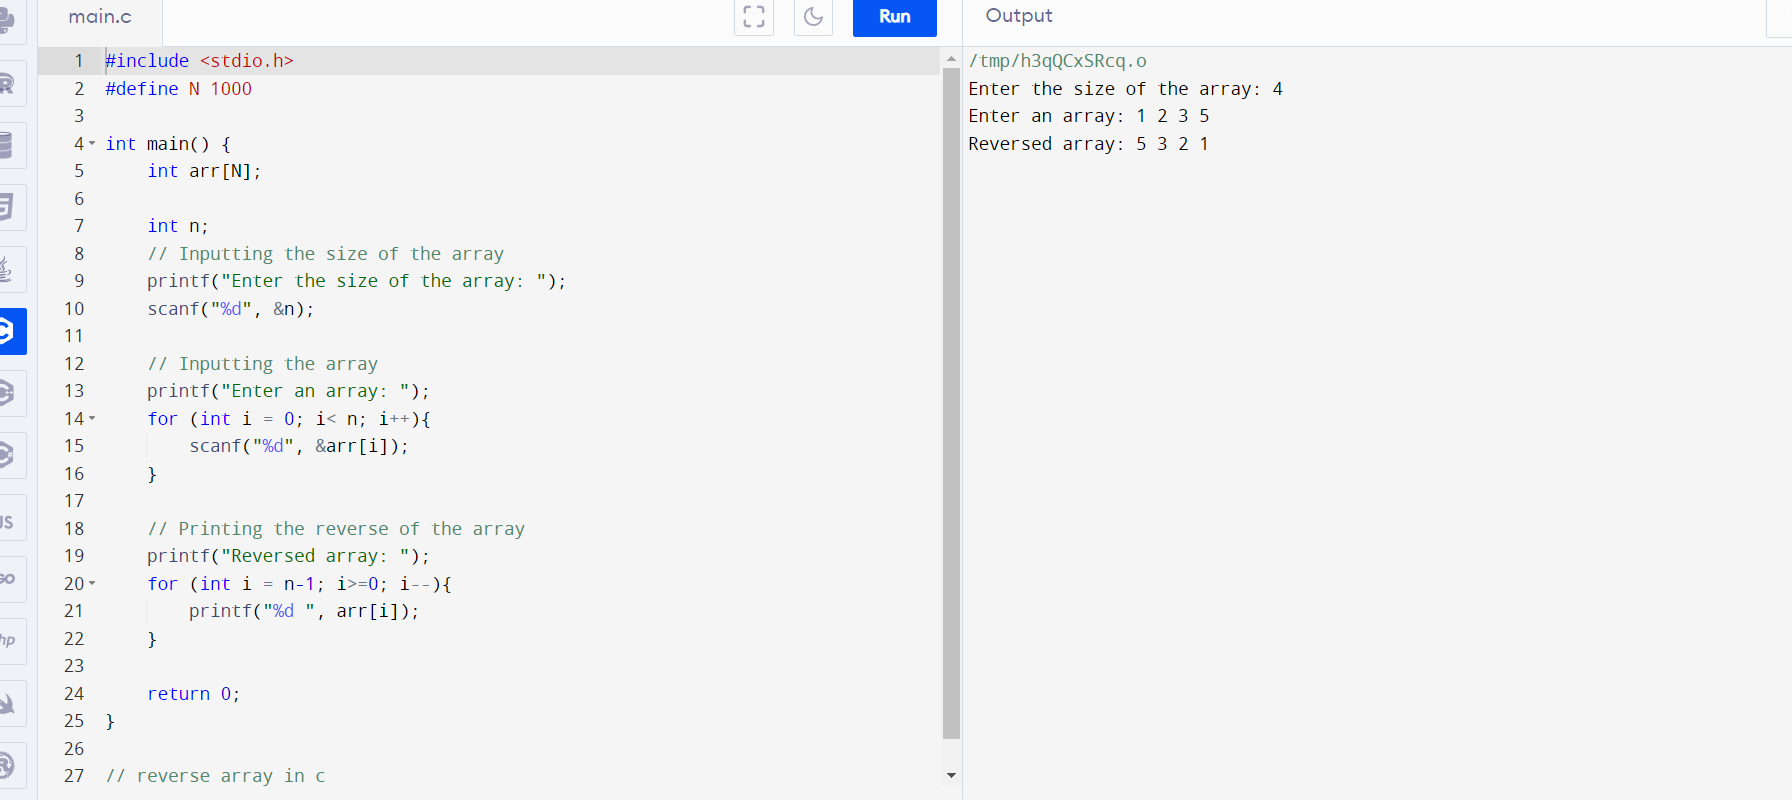 main.c
Run
Output
1 #include <stdio.h>
2 #define N 1000
3
4 int main() {
5     int arr[N];
6
7     int n;
8     // Inputting the size of the array
9     printf("Enter the size of the array: ");
10     scanf("%d", &n);
11
12     // Inputting the array
13     printf("Enter an array: ");
14     for (int i = 0; i< n; i++){
15         scanf("%d", &arr[i]);
16     }
17
18     // Printing the reverse of the array
19     printf("Reversed array: ");
20     for (int i = n-1; i>=0; i--){
21         printf("%d ", arr[i]);
22     }
23
24     return 0;
25 }
26
27 // reverse array in c
/tmp/h3qQCxSRcq.o
Enter the size of the array: 4
Enter an array: 1 2 3 5
Reversed array: 5 3 2 1